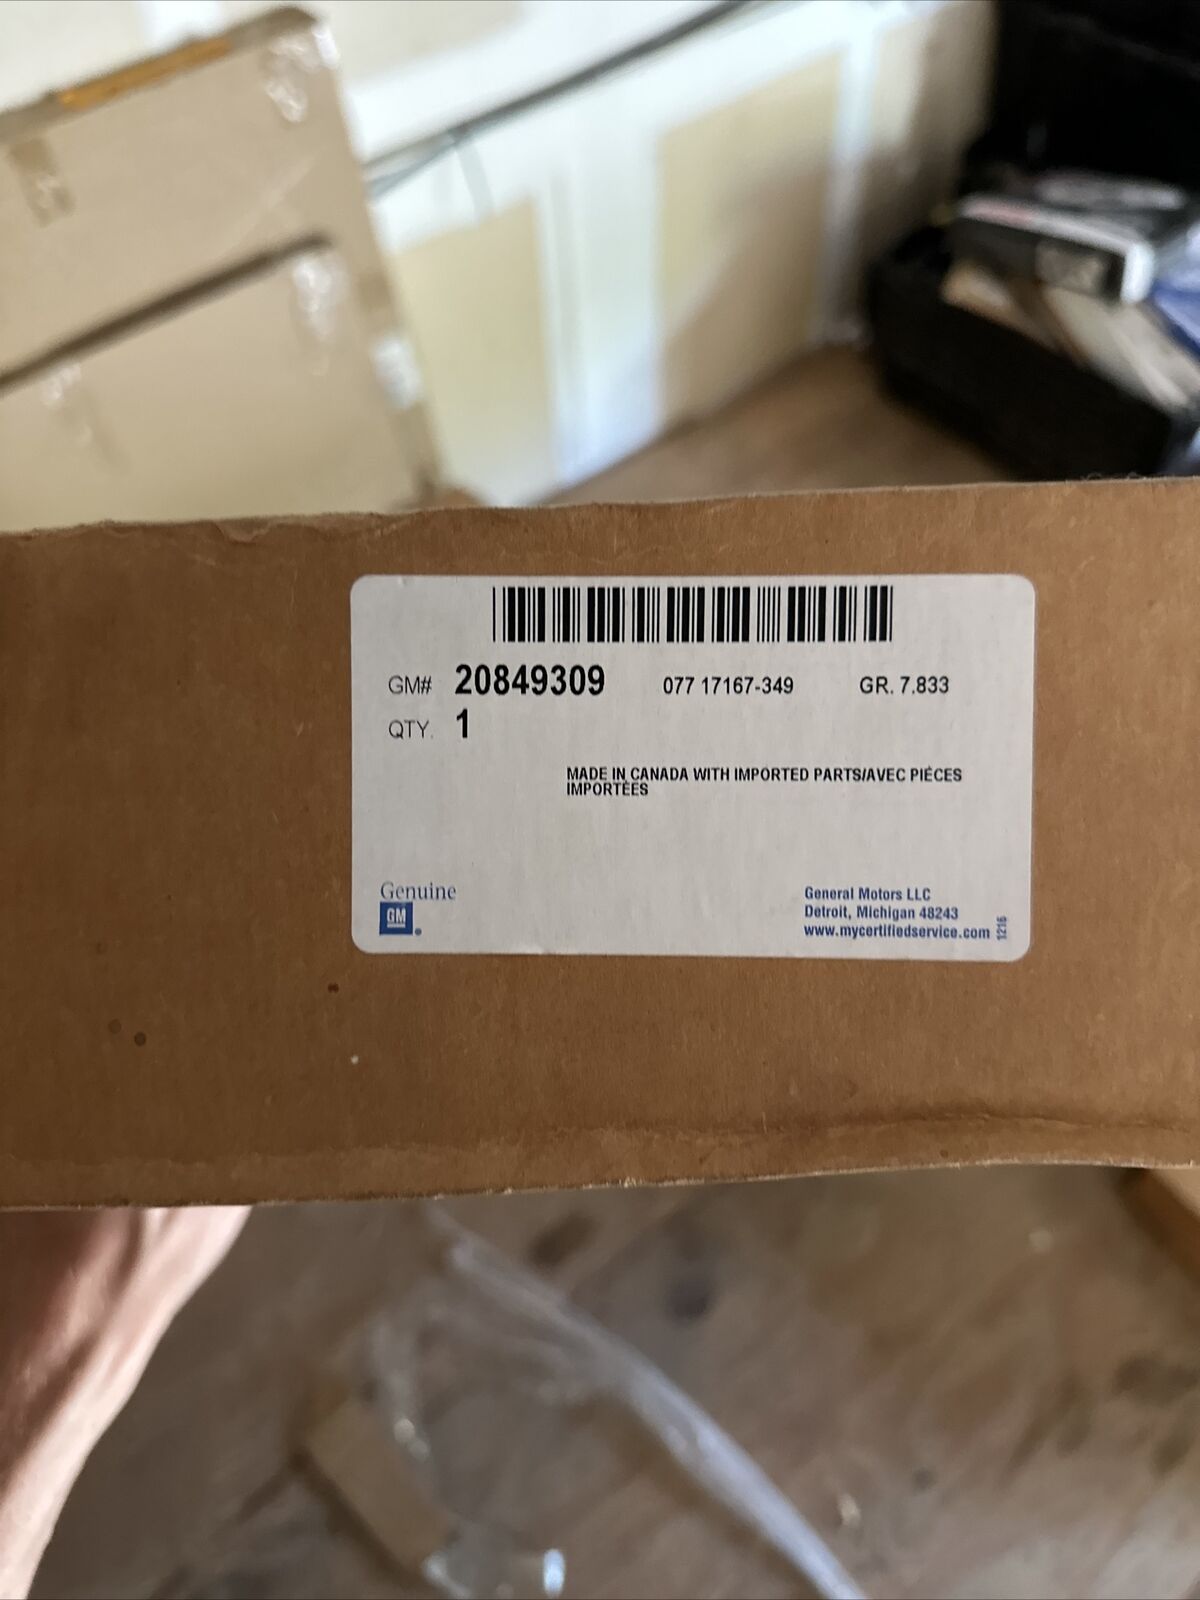 GM# 20849309 077 17167-349 GR. 7.833
QTY. 1
MADE IN CANADA WITH IMPORTED PARTS/AVEC PIÈCES
IMPORTÉES
Genuine
GM
General Motors LLC
Detroit, Michigan 48243
www.mycertifiedservice.com
1216